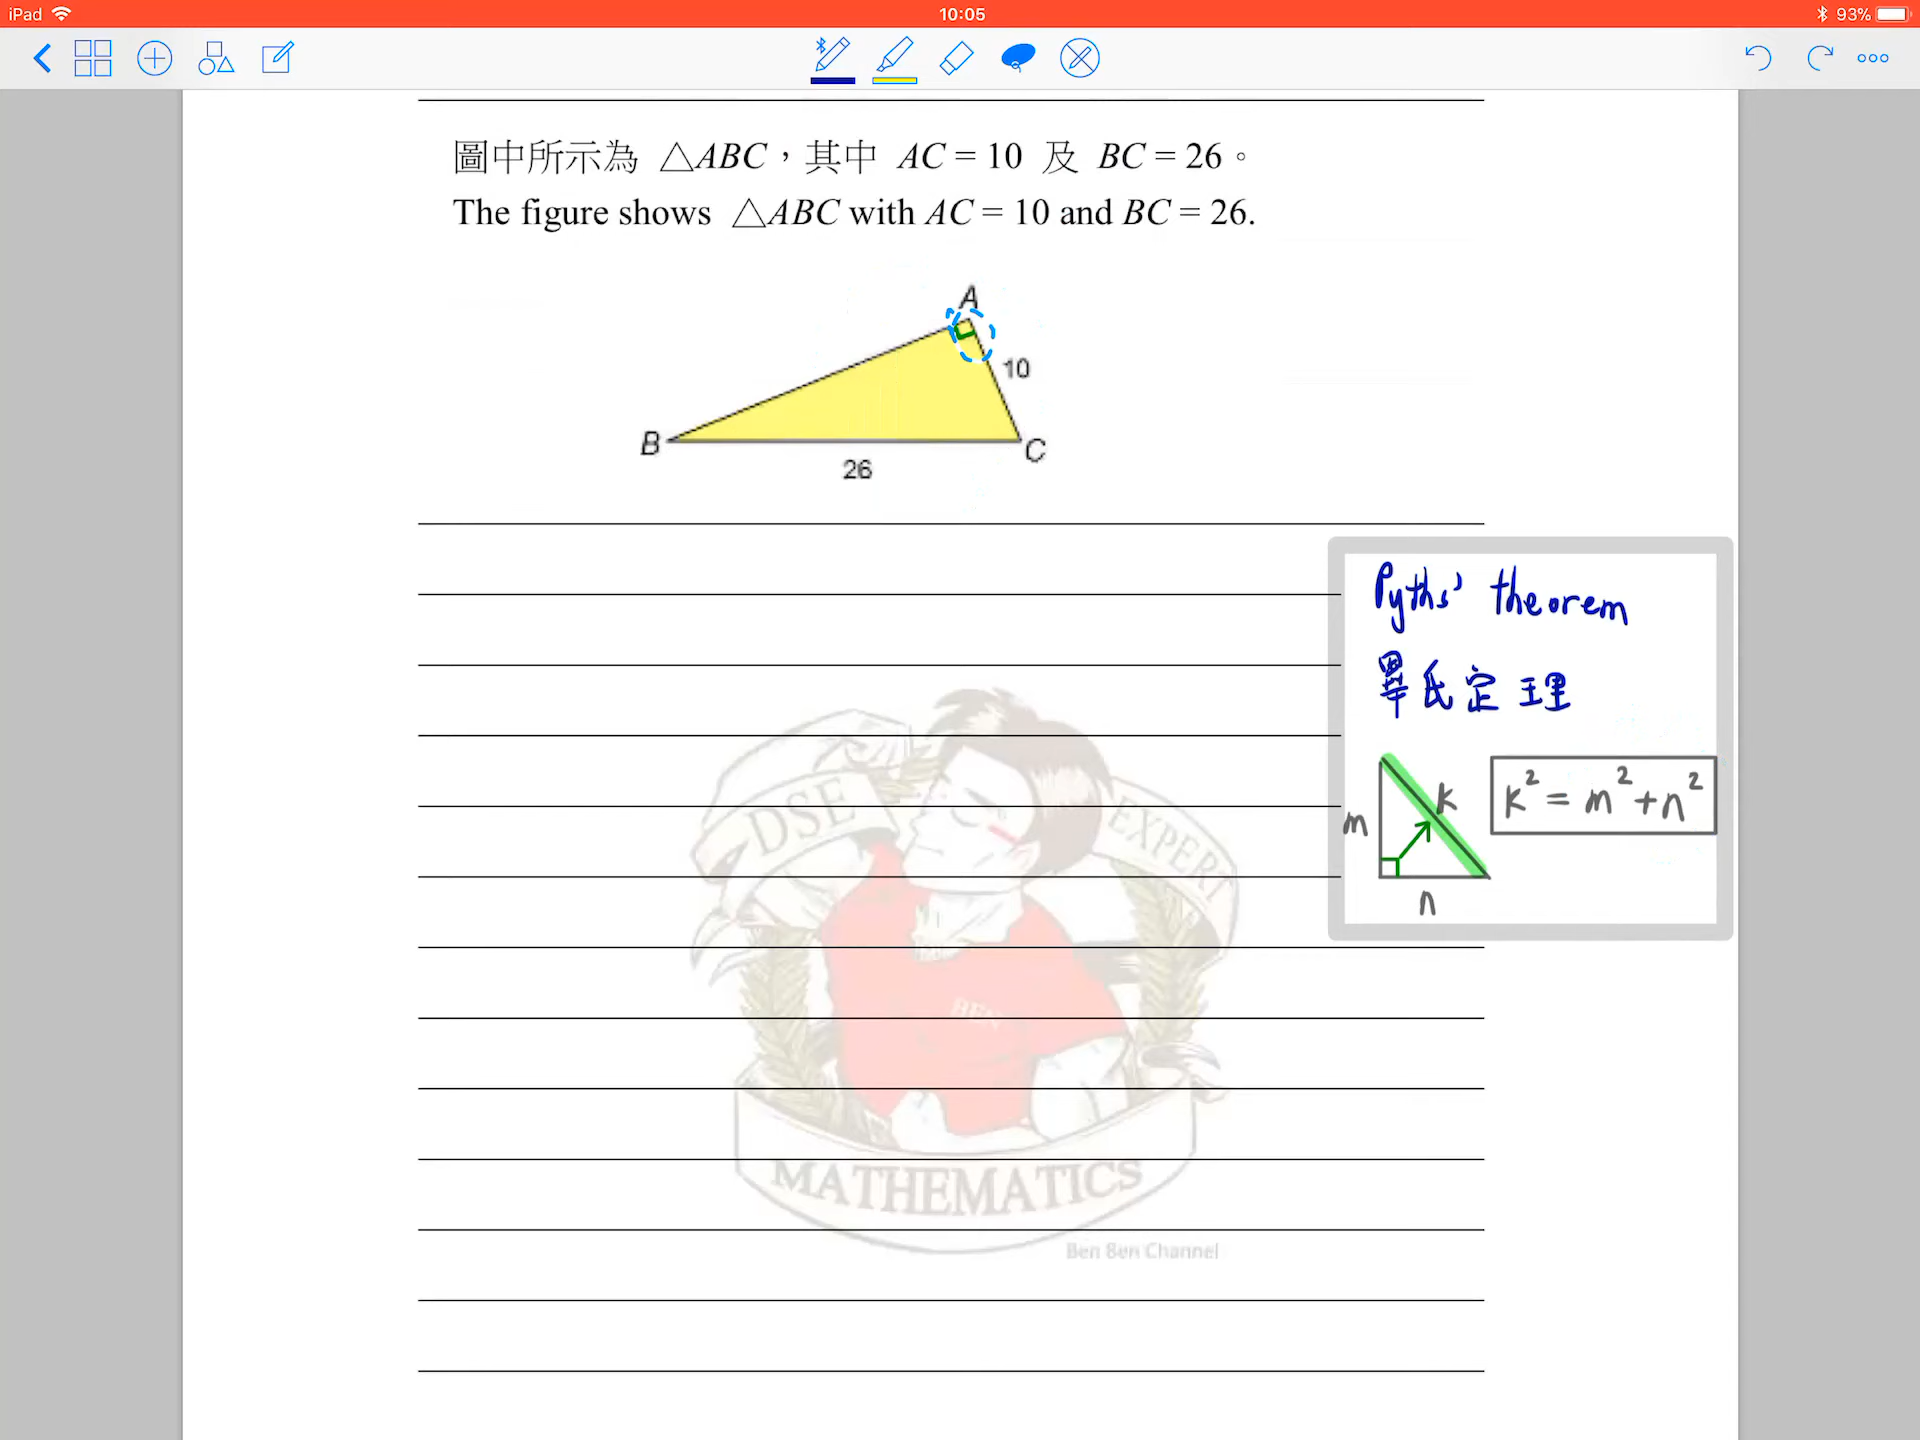 iPad 10:05 93%
圖中所示為 △ABC，其中 AC = 10 及 BC = 26。
The figure shows △ABC with AC = 10 and BC = 26.
A
10
B
C
26
Pyths' theorem
畢氏定理
k² = m² + n²
k
m
n
DSE
EXPERT
BEN
MATHEMATICS
Ben Ben Channel